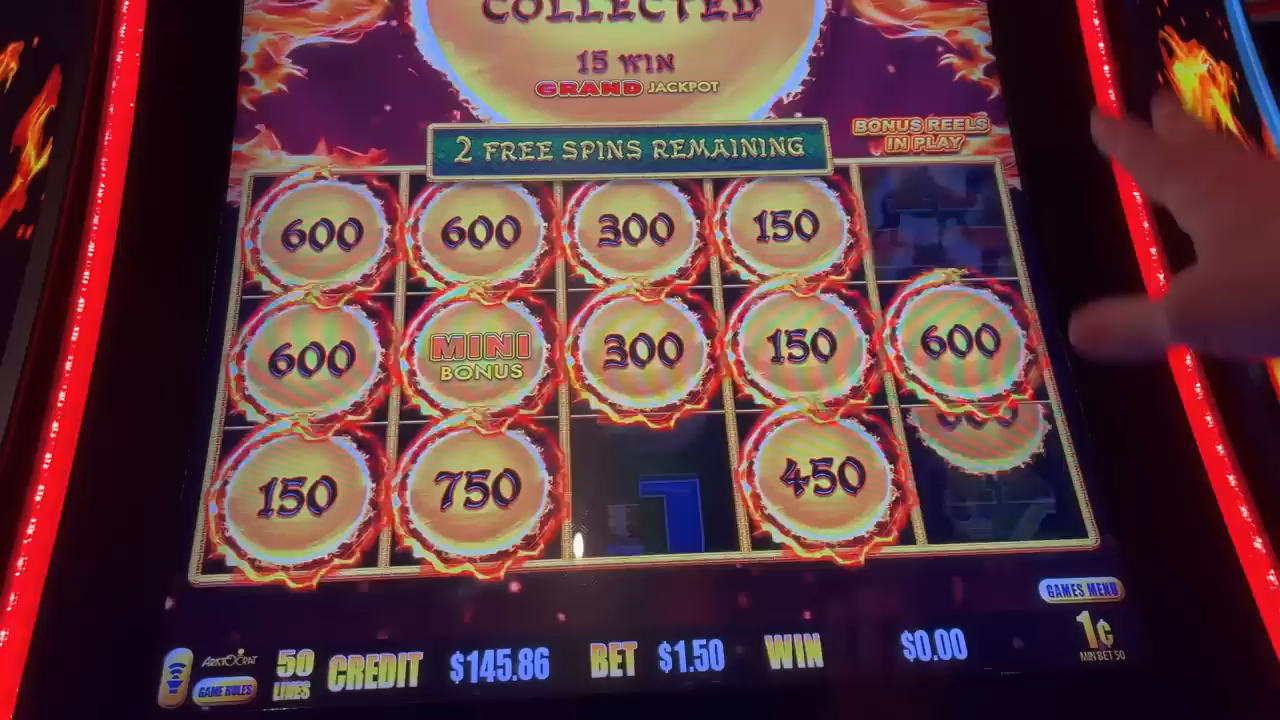 COLLECTED
15 WIN
GRAND JACKPOT
BONUS REELS
IN PLAY
2 FREE SPINS REMAINING
600 600 300 150
600 MINI BONUS 300 150 600
150 750 450
GAMES MENU
ARISTOCRAT
GAME RULES
50 LINES
CREDIT $145.86 BET $1.50 WIN $0.00
1¢
MIN BET 50